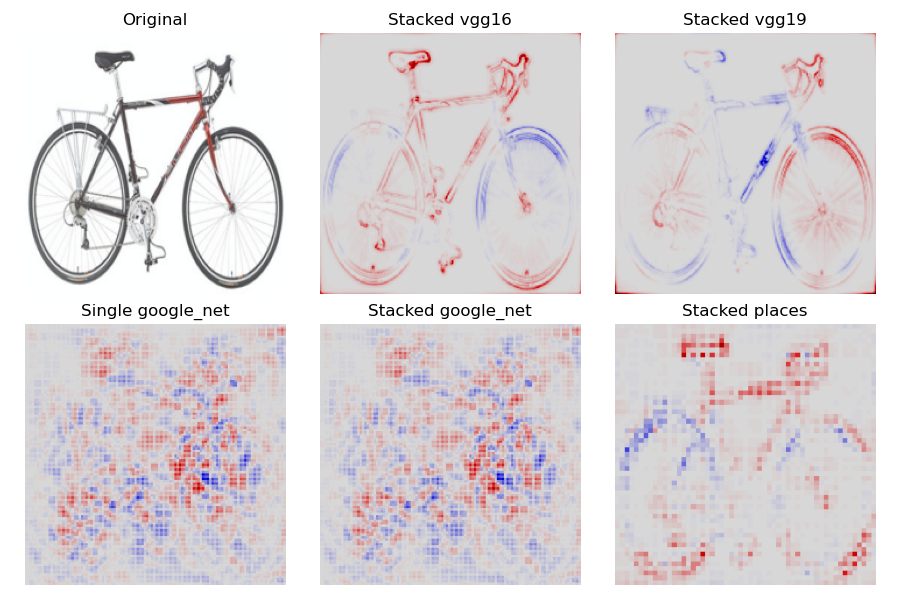 Original
Stacked vgg16
Stacked vgg19
Single google_net
Stacked google_net
Stacked places